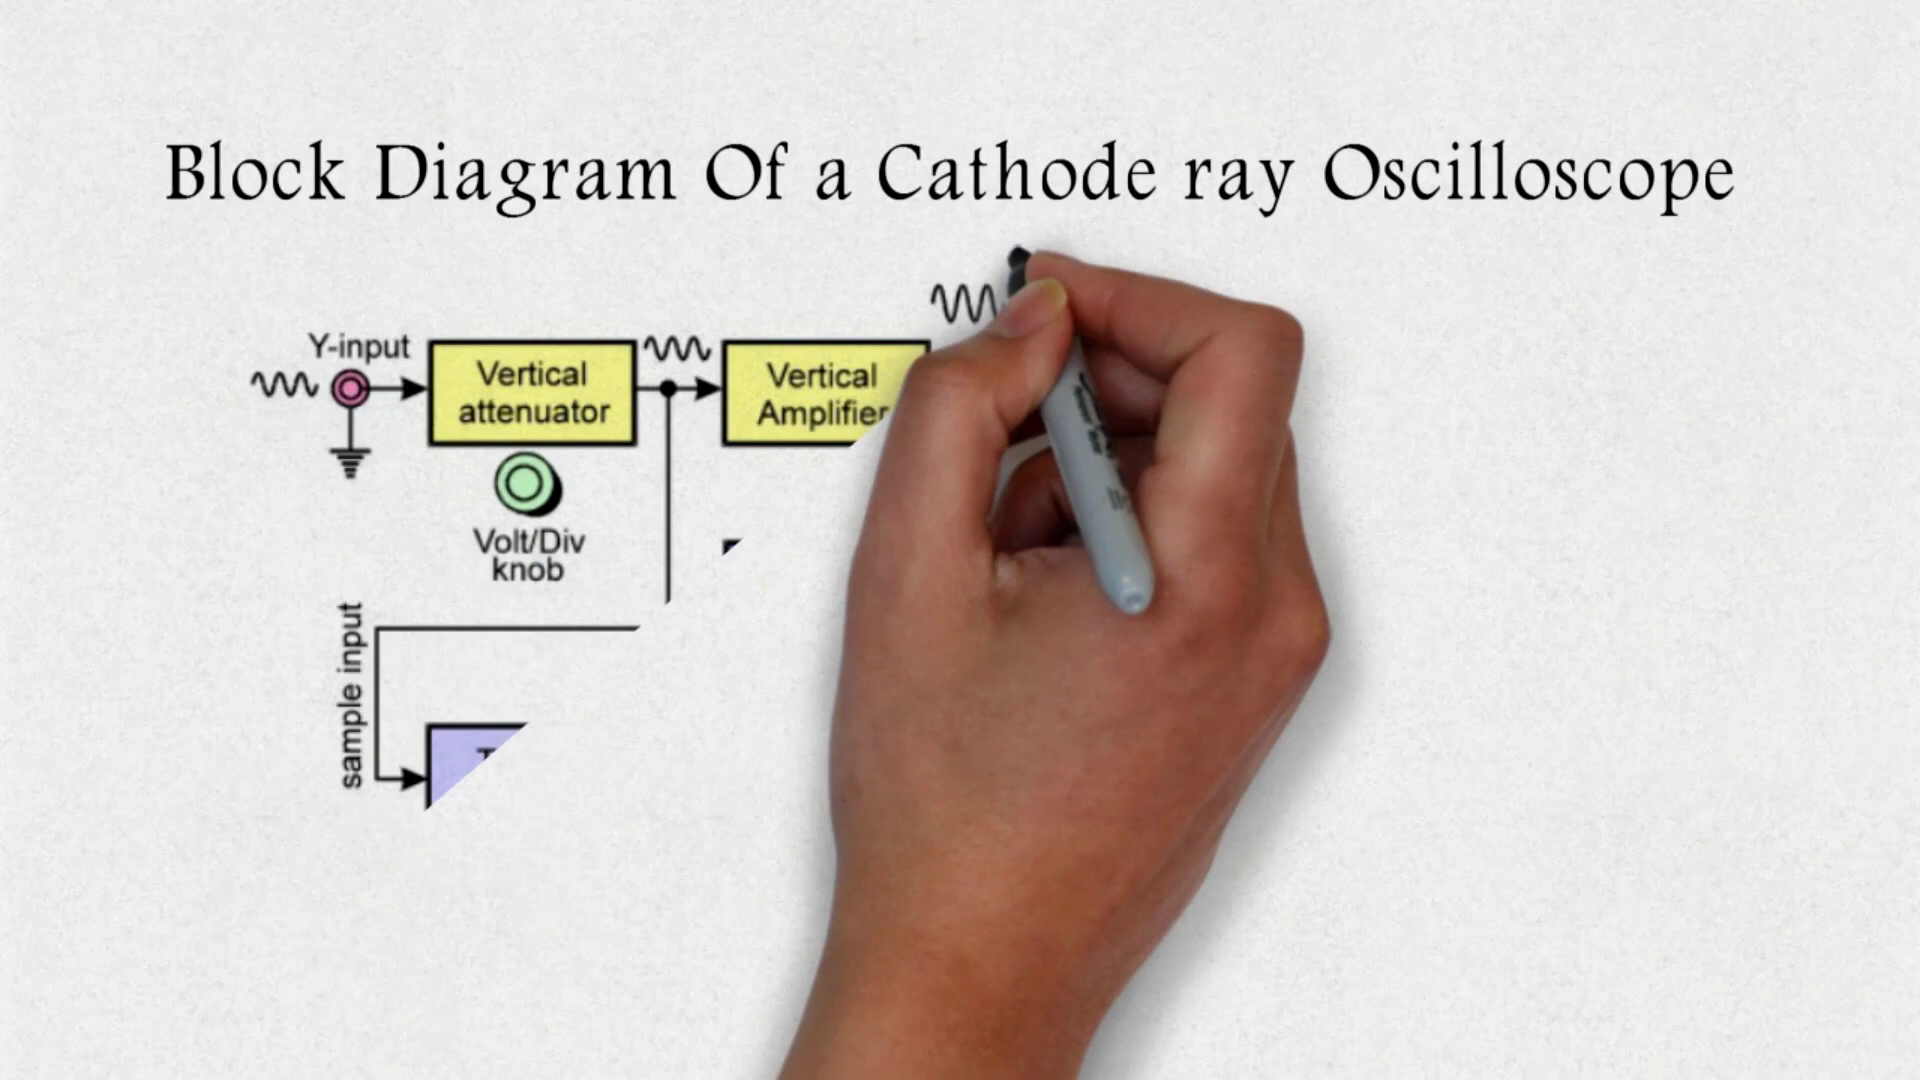 Block Diagram Of a Cathode ray Oscilloscope
Y-input
Vertical
attenuator
Vertical
Amplifier
Volt/Div
knob
sample input